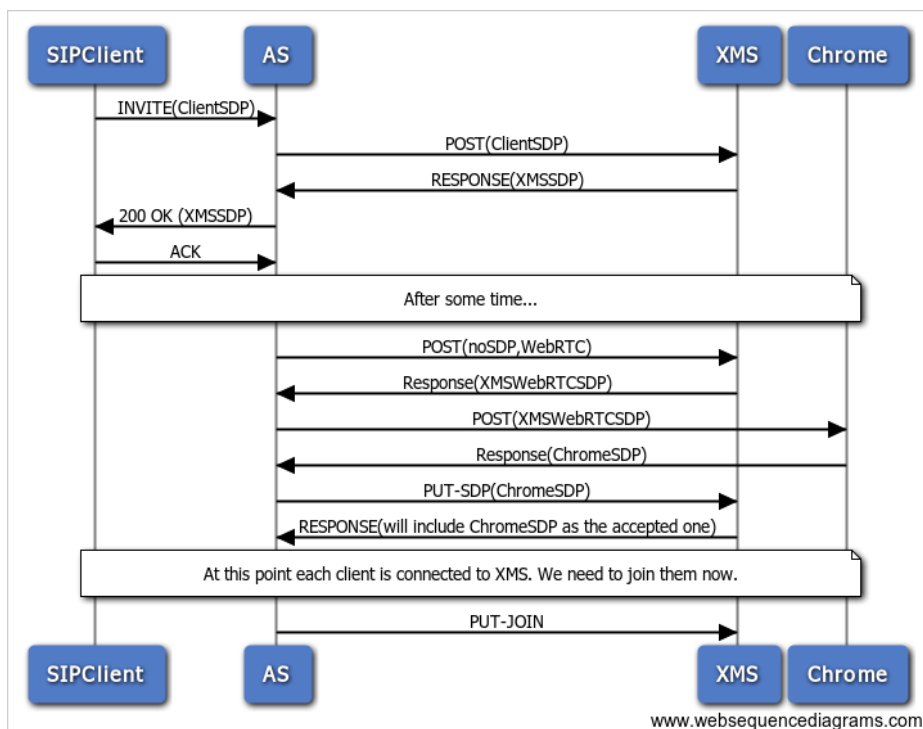 SIPClient AS XMS Chrome
INVITE(ClientSDP)
POST(ClientSDP)
RESPONSE(XMSSDP)
200 OK (XMSSDP)
ACK
After some time...
POST(noSDP,WebRTC)
Response(XMSWebRTCSDP)
POST(XMSWebRTCSDP)
Response(ChromeSDP)
PUT-SDP(ChromeSDP)
RESPONSE(will include ChromeSDP as the accepted one)
At this point each client is connected to XMS. We need to join them now.
PUT-JOIN
SIPClient AS XMS Chrome
www.websequencediagrams.com